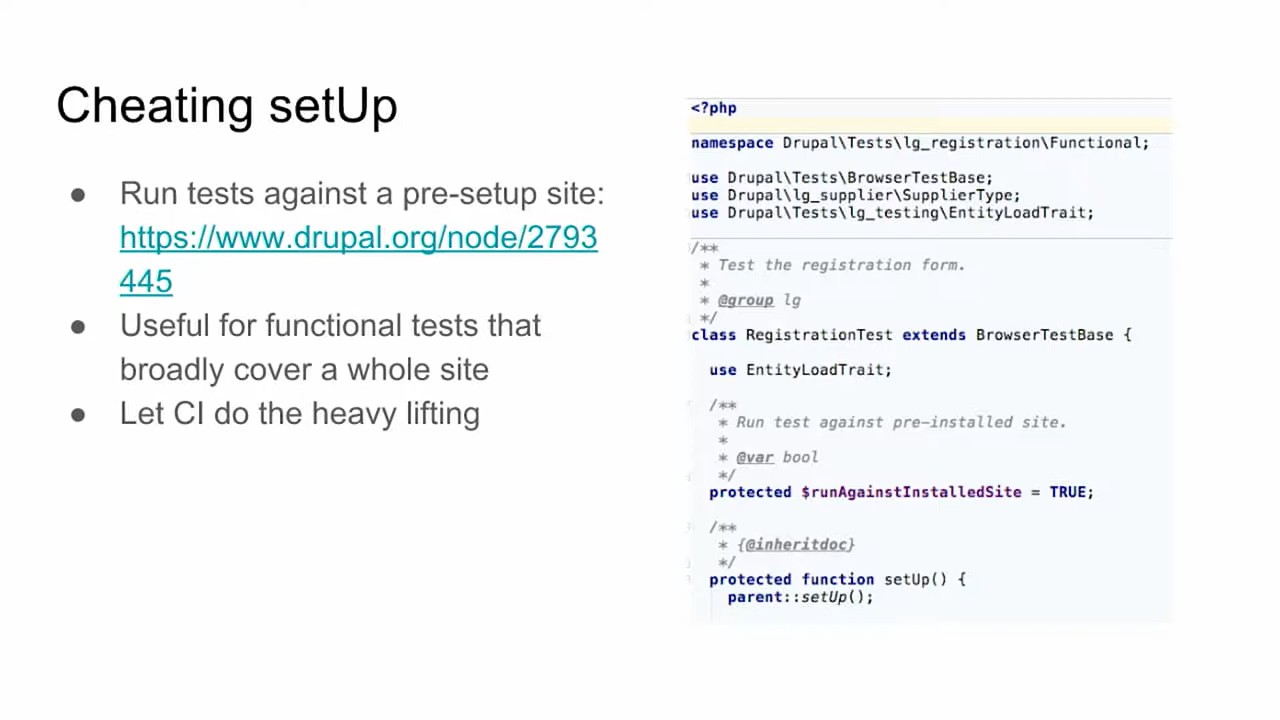 Cheating setUp
● Run tests against a pre-setup site:
https://www.drupal.org/node/2793
445
● Useful for functional tests that
broadly cover a whole site
● Let CI do the heavy lifting
<?php
namespace Drupal\Tests\lg_registration\Functional;
use Drupal\Tests\BrowserTestBase;
use Drupal\lg_supplier\SupplierType;
use Drupal\Tests\lg_testing\EntityLoadTrait;
/**
* Test the registration form.
*
* @group lg
*/
class RegistrationTest extends BrowserTestBase {
use EntityLoadTrait;
/**
* Run test against pre-installed site.
*
* @var bool
*/
protected $runAgainstInstalledSite = TRUE;
/**
* {@inheritdoc}
*/
protected function setUp() {
parent::setUp();